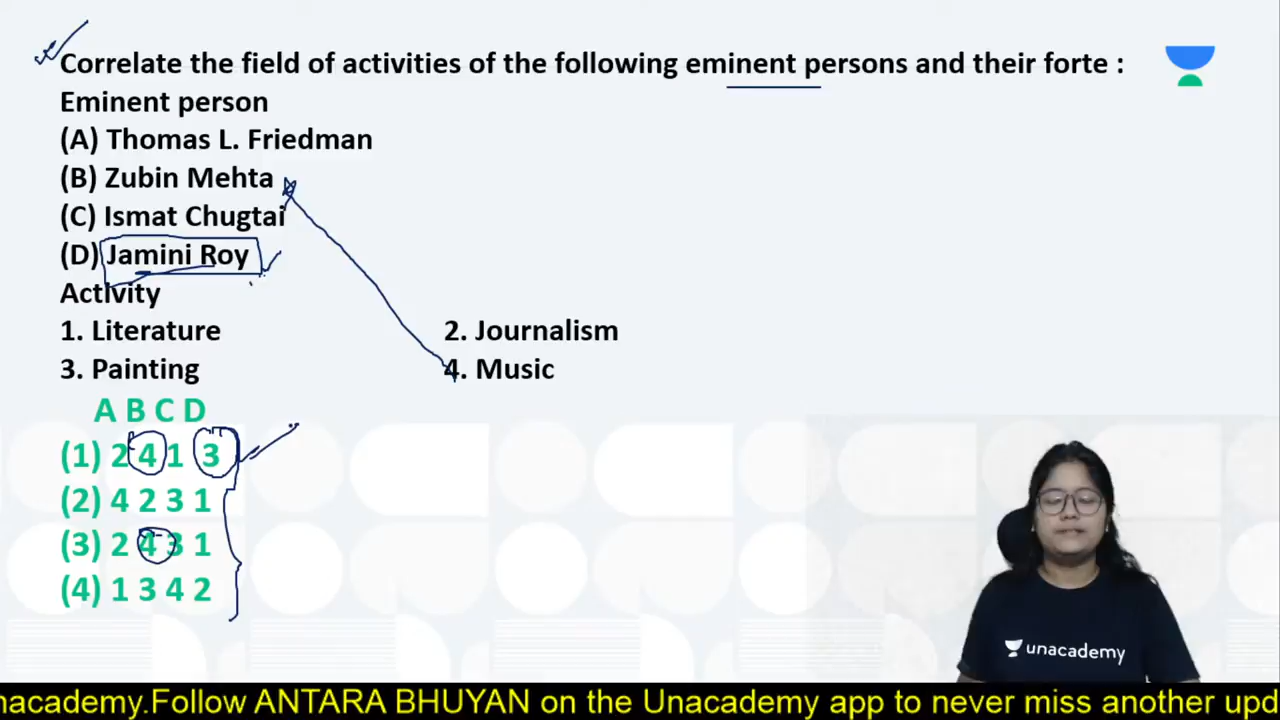 Correlate the field of activities of the following eminent persons and their forte :
Eminent person
(A) Thomas L. Friedman
(B) Zubin Mehta
(C) Ismat Chugtai
(D) Jamini Roy
Activity
1. Literature 2. Journalism
3. Painting 4. Music
A B C D
(1) 2 4 1 3
(2) 4 2 3 1
(3) 2 4 3 1
(4) 1 3 4 2
unacademy
nacademy.Follow ANTARA BHUYAN on the Unacademy app to never miss another upd